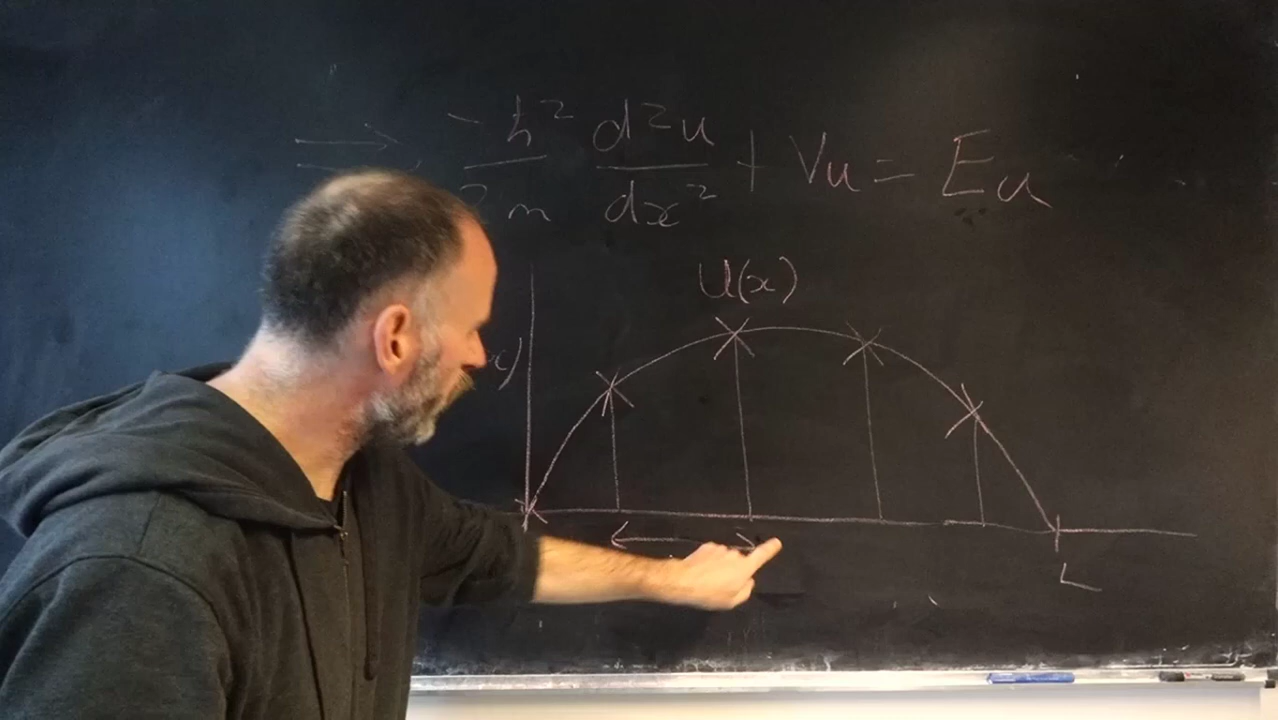 ⇒ -ħ²/2m d²u/dx² + Vu = Eu
u(x)
x)
L